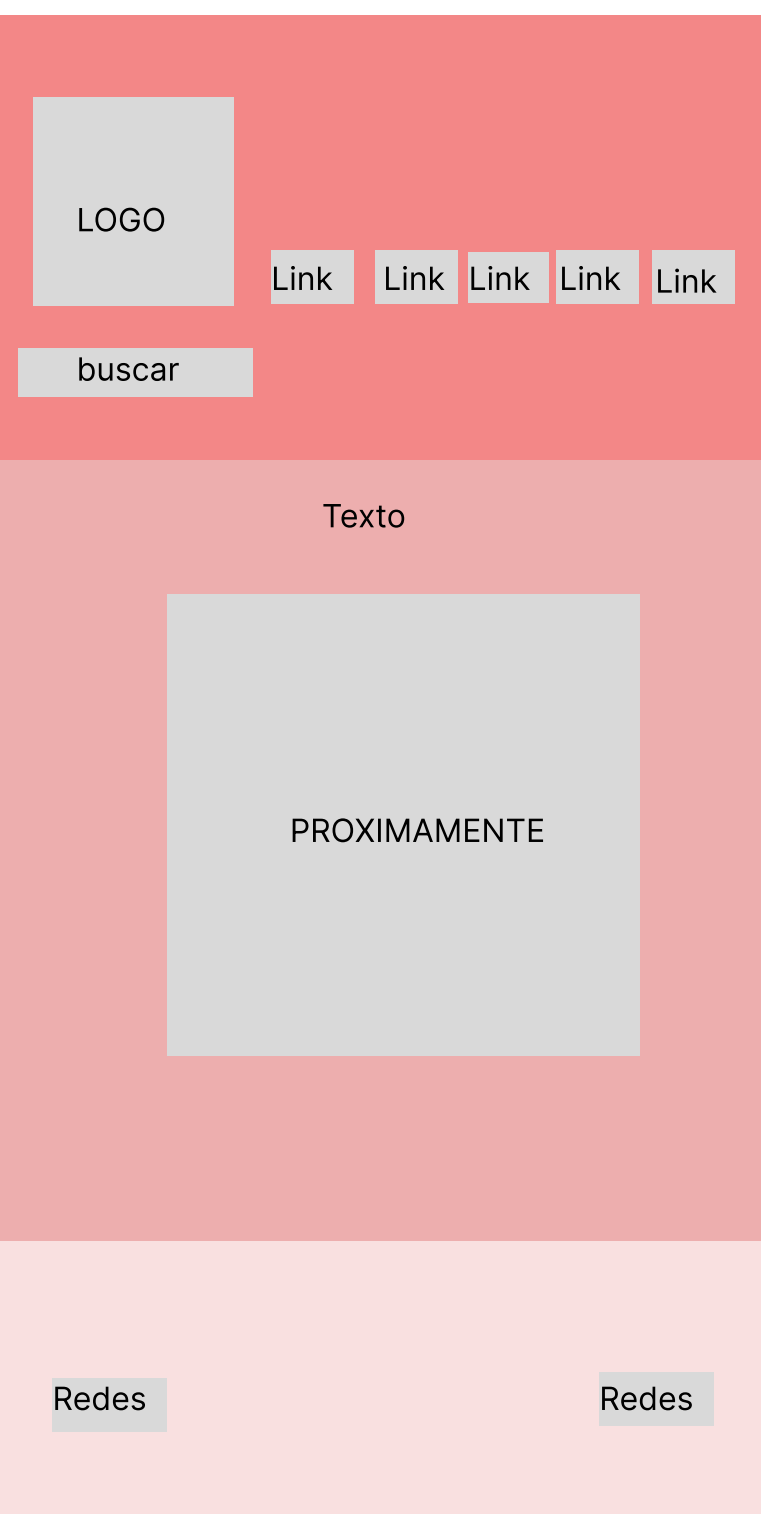 LOGO
Link Link Link Link Link
buscar
Texto
PROXIMAMENTE
Redes Redes